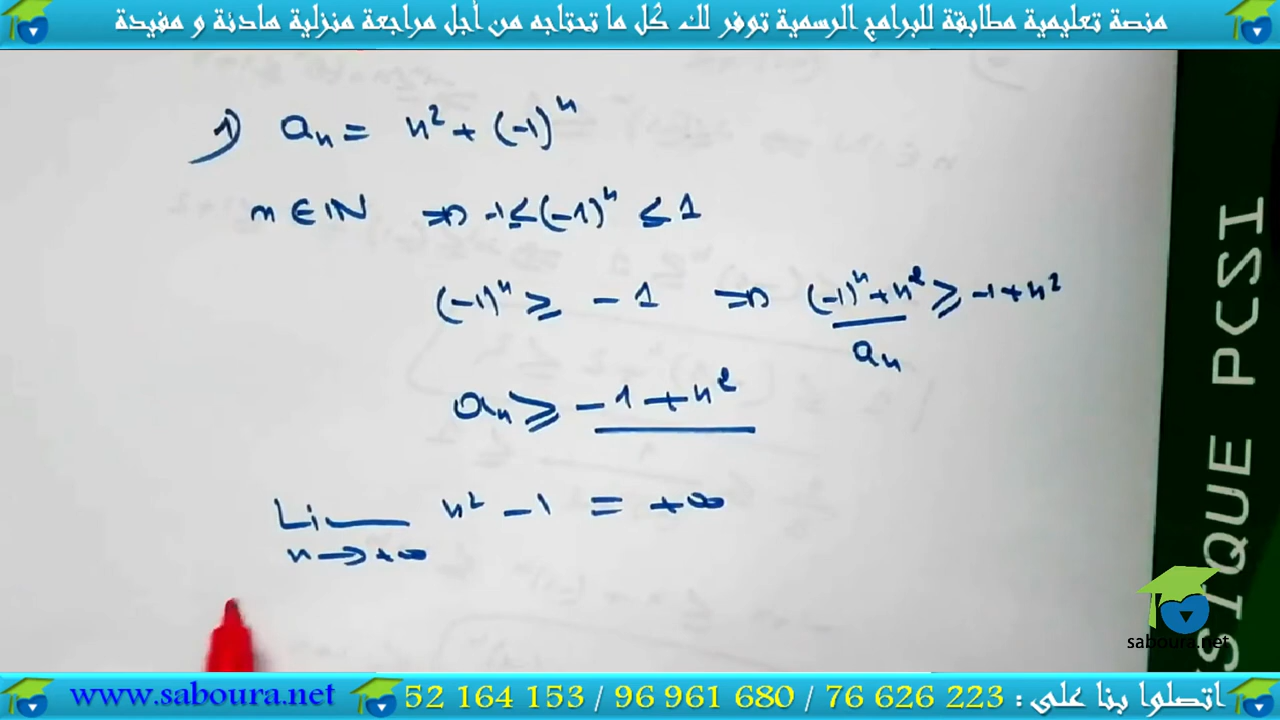 منصة تعليمية مطابقة للبرامج الرسمية توفر لك كل ما تحتاجه من أجل مراجعة منزلية هادئة و مفيدة
1) aₙ = n² + (-1)ⁿ
n ∈ IN ⇒ -1 ≤ (-1)ⁿ ≤ 1
(-1)ⁿ ≥ -1 ⇒ (-1)ⁿ + n² ≥ -1 + n²
aₙ
aₙ ≥ -1 + n²
Lim n² - 1 = +∞
n → +∞
ESIQUE PCSI
saboura.net
www.saboura.net 52 164 153 / 96 961 680 / 76 626 223 : اتصلوا بنا على